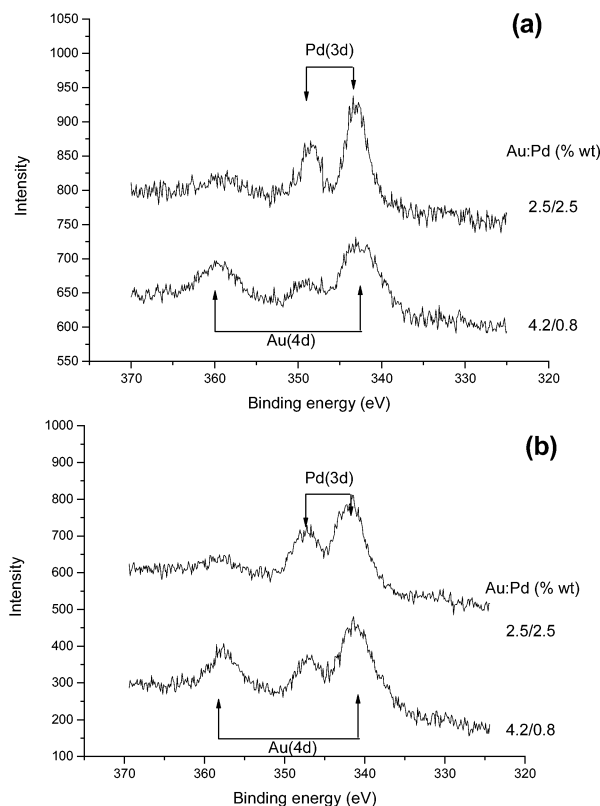 (a)
1050
1000
950
900
850
800
750
700
650
600
550
Intensity
Pd(3d)
Au:Pd (% wt)
2.5/2.5
4.2/0.8
Au(4d)
370 360 350 340 330 320
Binding energy (eV)
(b)
1000
900
800
700
600
500
400
300
200
100
Intensity
Pd(3d)
Au:Pd (% wt)
2.5/2.5
4.2/0.8
Au(4d)
370 360 350 340 330 320
Binding energy (eV)